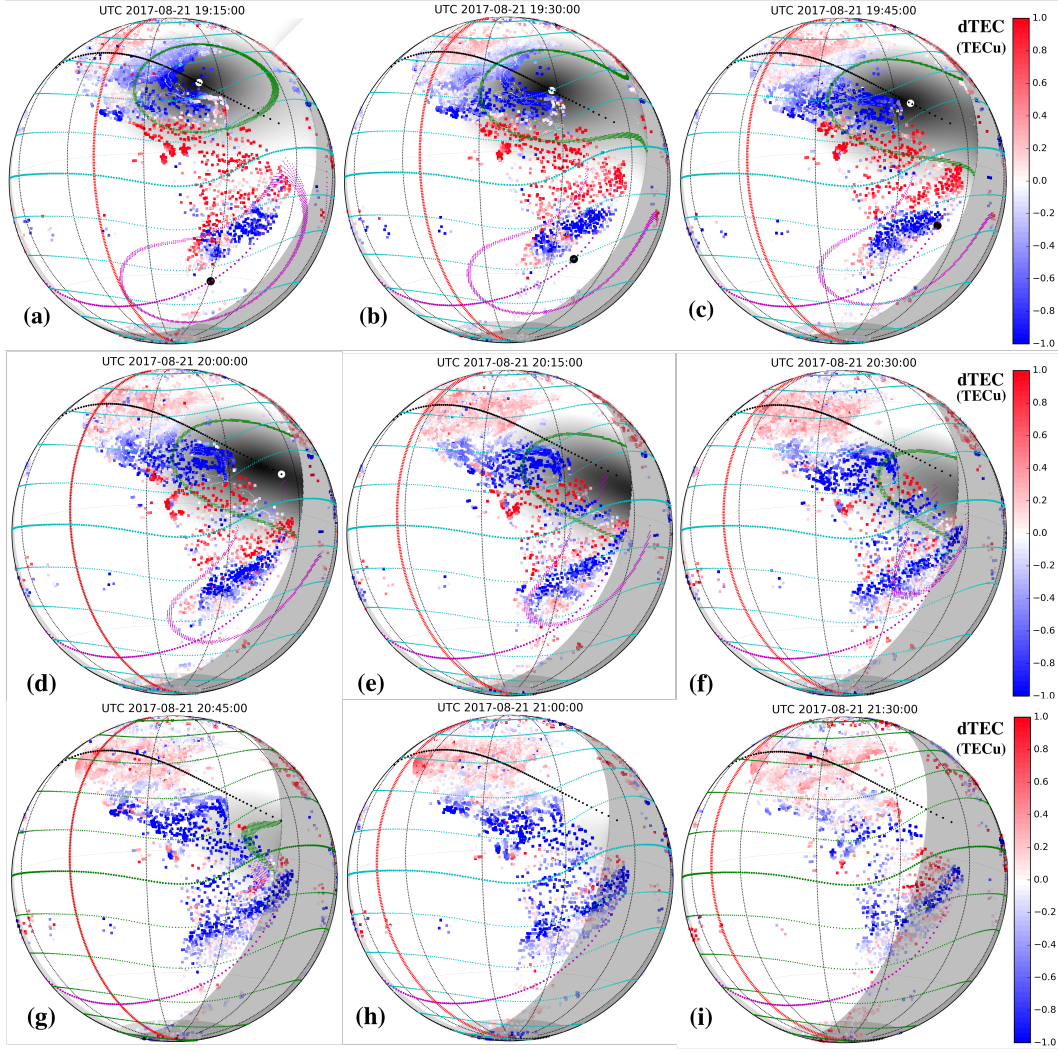 UTC 2017-08-21 19:15:00
UTC 2017-08-21 19:30:00
UTC 2017-08-21 19:45:00
dTEC
(TECu)
1.0
0.8
0.6
0.4
0.2
0.0
−0.2
−0.4
−0.6
−0.8
−1.0
(a)
(b)
(c)
UTC 2017-08-21 20:00:00
UTC 2017-08-21 20:15:00
UTC 2017-08-21 20:30:00
dTEC
(TECu)
1.0
0.8
0.6
0.4
0.2
0.0
−0.2
−0.4
−0.6
−0.8
−1.0
(d)
(e)
(f)
UTC 2017-08-21 20:45:00
UTC 2017-08-21 21:00:00
UTC 2017-08-21 21:30:00
dTEC
(TECu)
1.0
0.8
0.6
0.4
0.2
0.0
−0.2
−0.4
−0.6
−0.8
−1.0
(g)
(h)
(i)